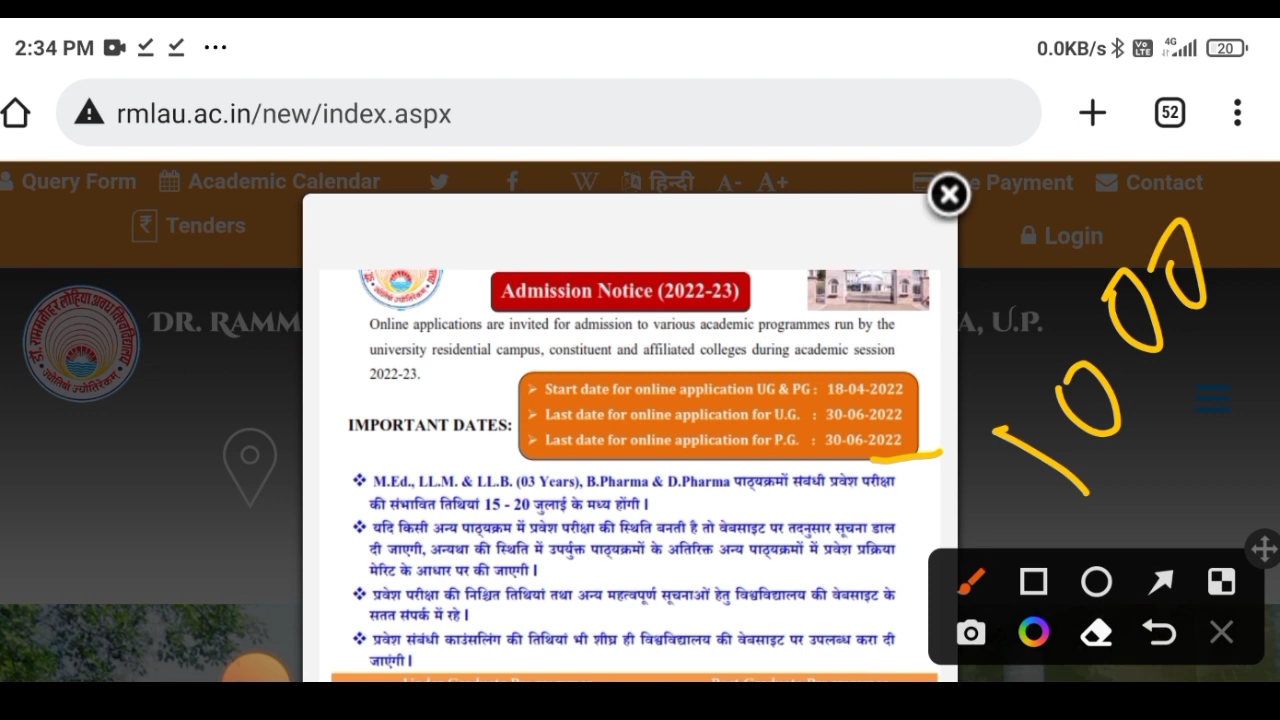 2:34 PM
0.0KB/s Vo LTE 4G 20
rmlau.ac.in/new/index.aspx
52
Query Form Academic Calendar हिन्दी A- A+ Payment Contact
Tenders Login
DR. RAMM
A, U.P.
Admission Notice (2022-23)
Online applications are invited for admission to various academic programmes run by the
university residential campus, constituent and affiliated colleges during academic session
2022-23.
➢ Start date for online application UG & PG : 18-04-2022
➢ Last date for online application for U.G. : 30-06-2022
IMPORTANT DATES:
➢ Last date for online application for P.G. : 30-06-2022
1000
❖ M.Ed., LL.M. & LL.B. (03 Years), B.Pharma & D.Pharma पाठ्यक्रमों संबंधी प्रवेश परीक्षा
की संभावित तिथियां 15 - 20 जुलाई के मध्य होंगी।
❖ यदि किसी अन्य पाठ्यक्रम में प्रवेश परीक्षा की स्थिति बनती है तो वेबसाइट पर तदनुसार सूचना डाल
दी जाएगी, अन्यथा की स्थिति में उपर्युक्त पाठ्यक्रमों के अतिरिक्त अन्य पाठ्यक्रमों में प्रवेश प्रक्रिया
मेरिट के आधार पर की जाएगी।
❖ प्रवेश परीक्षा की निश्चित तिथियां तथा अन्य महत्वपूर्ण सूचनाओं हेतु विश्वविद्यालय की वेबसाइट के
सतत संपर्क में रहे।
❖ प्रवेश संबंधी काउंसलिंग की तिथियां भी शीघ्र ही विश्वविद्यालय की वेबसाइट पर उपलब्ध करा दी
जाएंगी।